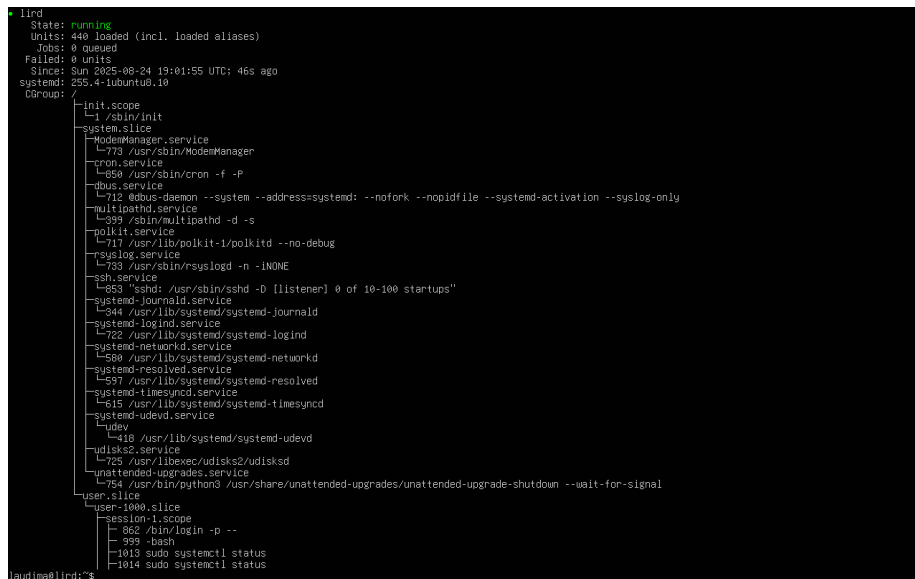 ● lird
    State: running
    Units: 440 loaded (incl. loaded aliases)
     Jobs: 0 queued
   Failed: 0 units
    Since: Sun 2025-08-24 19:01:55 UTC; 46s ago
  systemd: 255.4-1ubuntu8.10
   CGroup: /
           ├─init.scope
           │ └─1 /sbin/init
           ├─system.slice
           │ ├─ModemManager.service
           │ │ └─773 /usr/sbin/ModemManager
           │ ├─cron.service
           │ │ └─850 /usr/sbin/cron -f -P
           │ ├─dbus.service
           │ │ └─712 @dbus-daemon --system --address=systemd: --nofork --nopidfile --systemd-activation --syslog-only
           │ ├─multipathd.service
           │ │ └─399 /sbin/multipathd -d -s
           │ ├─polkit.service
           │ │ └─717 /usr/lib/polkit-1/polkitd --no-debug
           │ ├─rsyslog.service
           │ │ └─733 /usr/sbin/rsyslogd -n -iNONE
           │ ├─ssh.service
           │ │ └─853 "sshd: /usr/sbin/sshd -D [listener] 0 of 10-100 startups"
           │ ├─systemd-journald.service
           │ │ └─344 /usr/lib/systemd/systemd-journald
           │ ├─systemd-logind.service
           │ │ └─722 /usr/lib/systemd/systemd-logind
           │ ├─systemd-networkd.service
           │ │ └─580 /usr/lib/systemd/systemd-networkd
           │ ├─systemd-resolved.service
           │ │ └─597 /usr/lib/systemd/systemd-resolved
           │ ├─systemd-timesyncd.service
           │ │ └─615 /usr/lib/systemd/systemd-timesyncd
           │ ├─systemd-udevd.service
           │ │ └─udev
           │ │   └─418 /usr/lib/systemd/systemd-udevd
           │ ├─udisks2.service
           │ │ └─725 /usr/libexec/udisks2/udisksd
           │ └─unattended-upgrades.service
           │   └─754 /usr/bin/python3 /usr/share/unattended-upgrades/unattended-upgrade-shutdown --wait-for-signal
           └─user.slice
             └─user-1000.slice
               ├─session-1.scope
               │ ├─ 862 /bin/login -p --
               │ ├─ 999 -bash
               │ ├─1013 sudo systemctl status
               │ ├─1014 sudo systemctl status
laudima@lird:~$